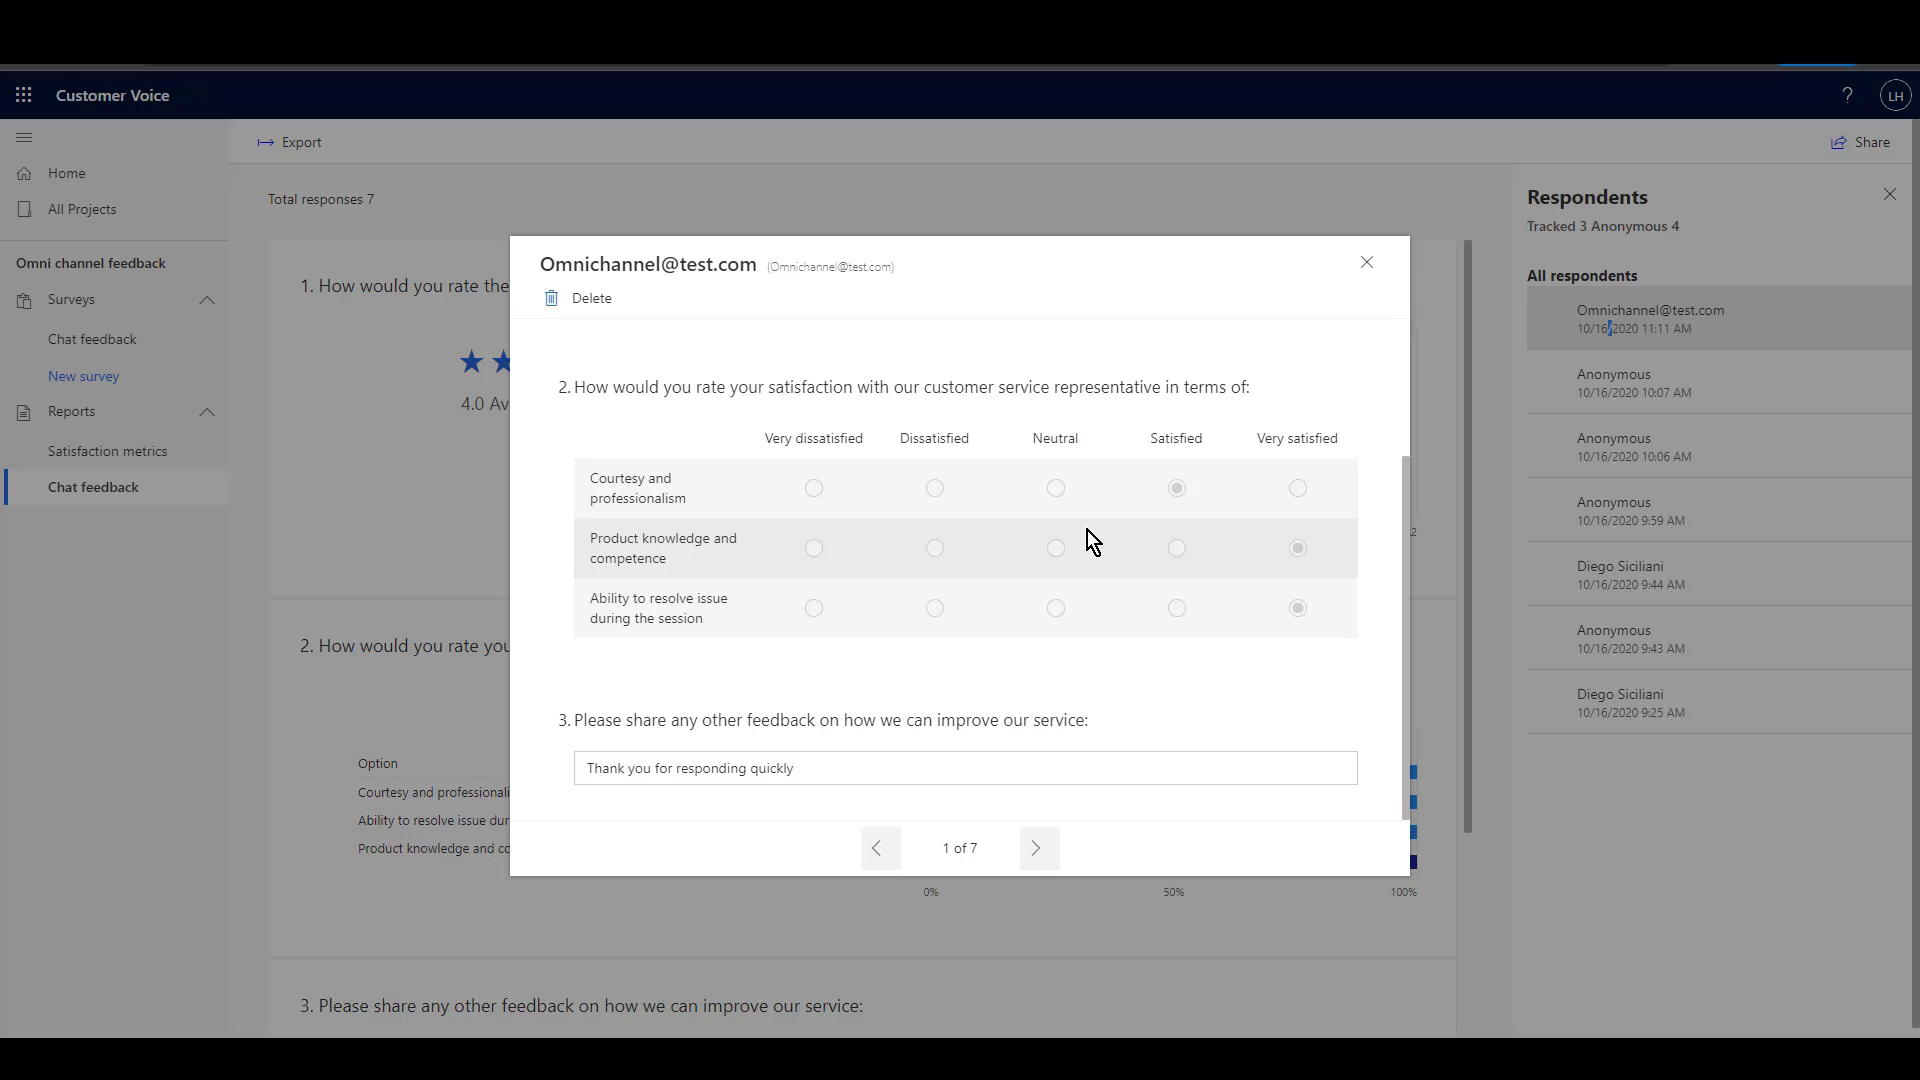 Customer Voice
?
LH
Export
Share
Home
All Projects
Omni channel feedback
Surveys
Chat feedback
New survey
Reports
Satisfaction metrics
Chat feedback
Total responses 7
1. How would you rate the
4.0 Av
2. How would you rate you
Option
Courtesy and professionali
Ability to resolve issue dur
Product knowledge and co
0%
50%
100%
2
3. Please share any other feedback on how we can improve our service:
Omnichannel@test.com (Omnichannel@test.com)
Delete
2. How would you rate your satisfaction with our customer service representative in terms of:
Very dissatisfied Dissatisfied Neutral Satisfied Very satisfied
Courtesy and
professionalism
Product knowledge and
competence
Ability to resolve issue
during the session
3. Please share any other feedback on how we can improve our service:
Thank you for responding quickly
1 of 7
Respondents
Tracked 3 Anonymous 4
All respondents
Omnichannel@test.com
10/16/2020 11:11 AM
Anonymous
10/16/2020 10:07 AM
Anonymous
10/16/2020 10:06 AM
Anonymous
10/16/2020 9:59 AM
Diego Siciliani
10/16/2020 9:44 AM
Anonymous
10/16/2020 9:43 AM
Diego Siciliani
10/16/2020 9:25 AM